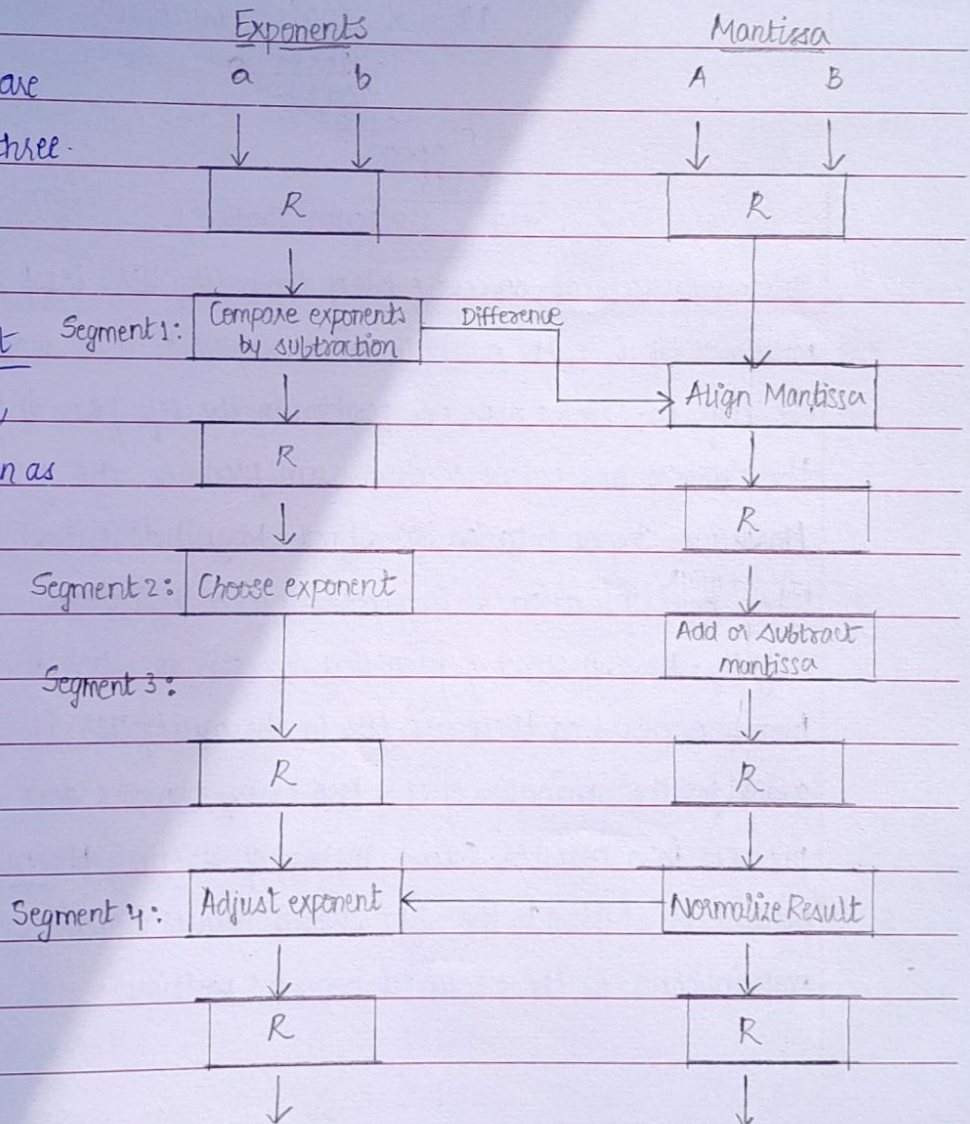 Exponents Mantissa
are a b A B
three.
R R
Segment 1: Compare exponents Difference
by subtraction
t
Align Mantissa
R
n as
R
Segment 2: Choose exponent
Add or subtract
mantissa
Segment 3:
R R
Segment 4: Adjust exponent Normalize Result
R R